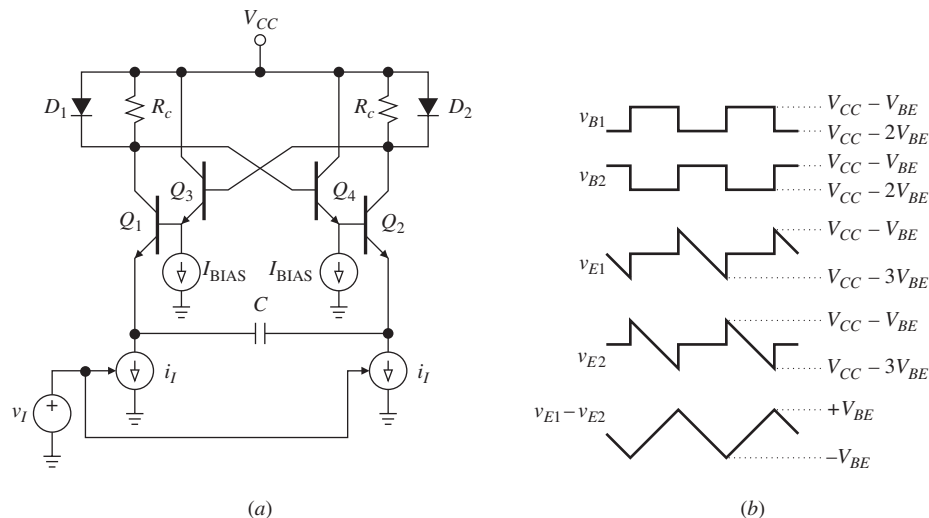 V_CC
D_1
R_c
R_c
D_2
Q_3
Q_4
Q_1
Q_2
I_BIAS
I_BIAS
C
i_I
i_I
v_I
+
(a)
v_B1
V_CC – V_BE
V_CC – 2V_BE
v_B2
V_CC – V_BE
V_CC – 2V_BE
v_E1
V_CC – V_BE
V_CC – 3V_BE
v_E2
V_CC – V_BE
V_CC – 3V_BE
v_E1 – v_E2
+V_BE
–V_BE
(b)